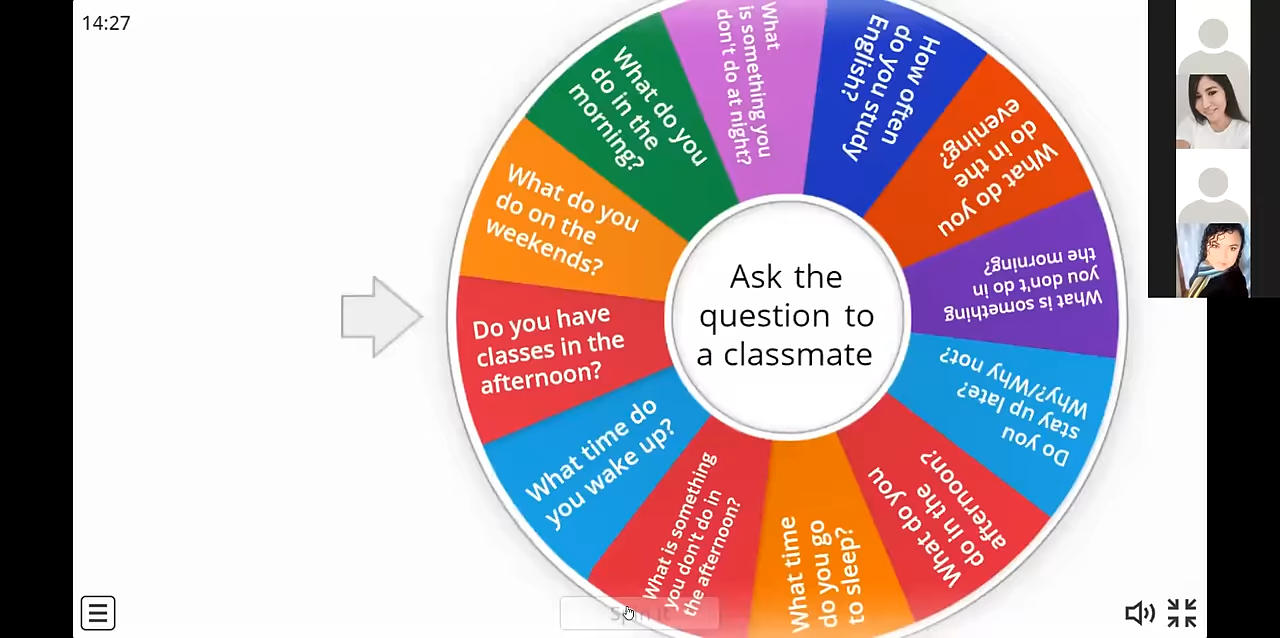 14:27
What
is something you
don't do at night?
How often
do you study
English?
What do you
do in the
evening?
What is something
you don't do in
the morning?
Do you
stay up late?
Why?/Why not?
What do you
do in the
afternoon?
What time
do you go
to sleep?
What is something
you don't do in
the afternoon?
What time do
you wake up?
Do you have
classes in the
afternoon?
What do you
do on the
weekends?
What do you
do in the
morning?
Ask the
question to
a classmate
Spin it